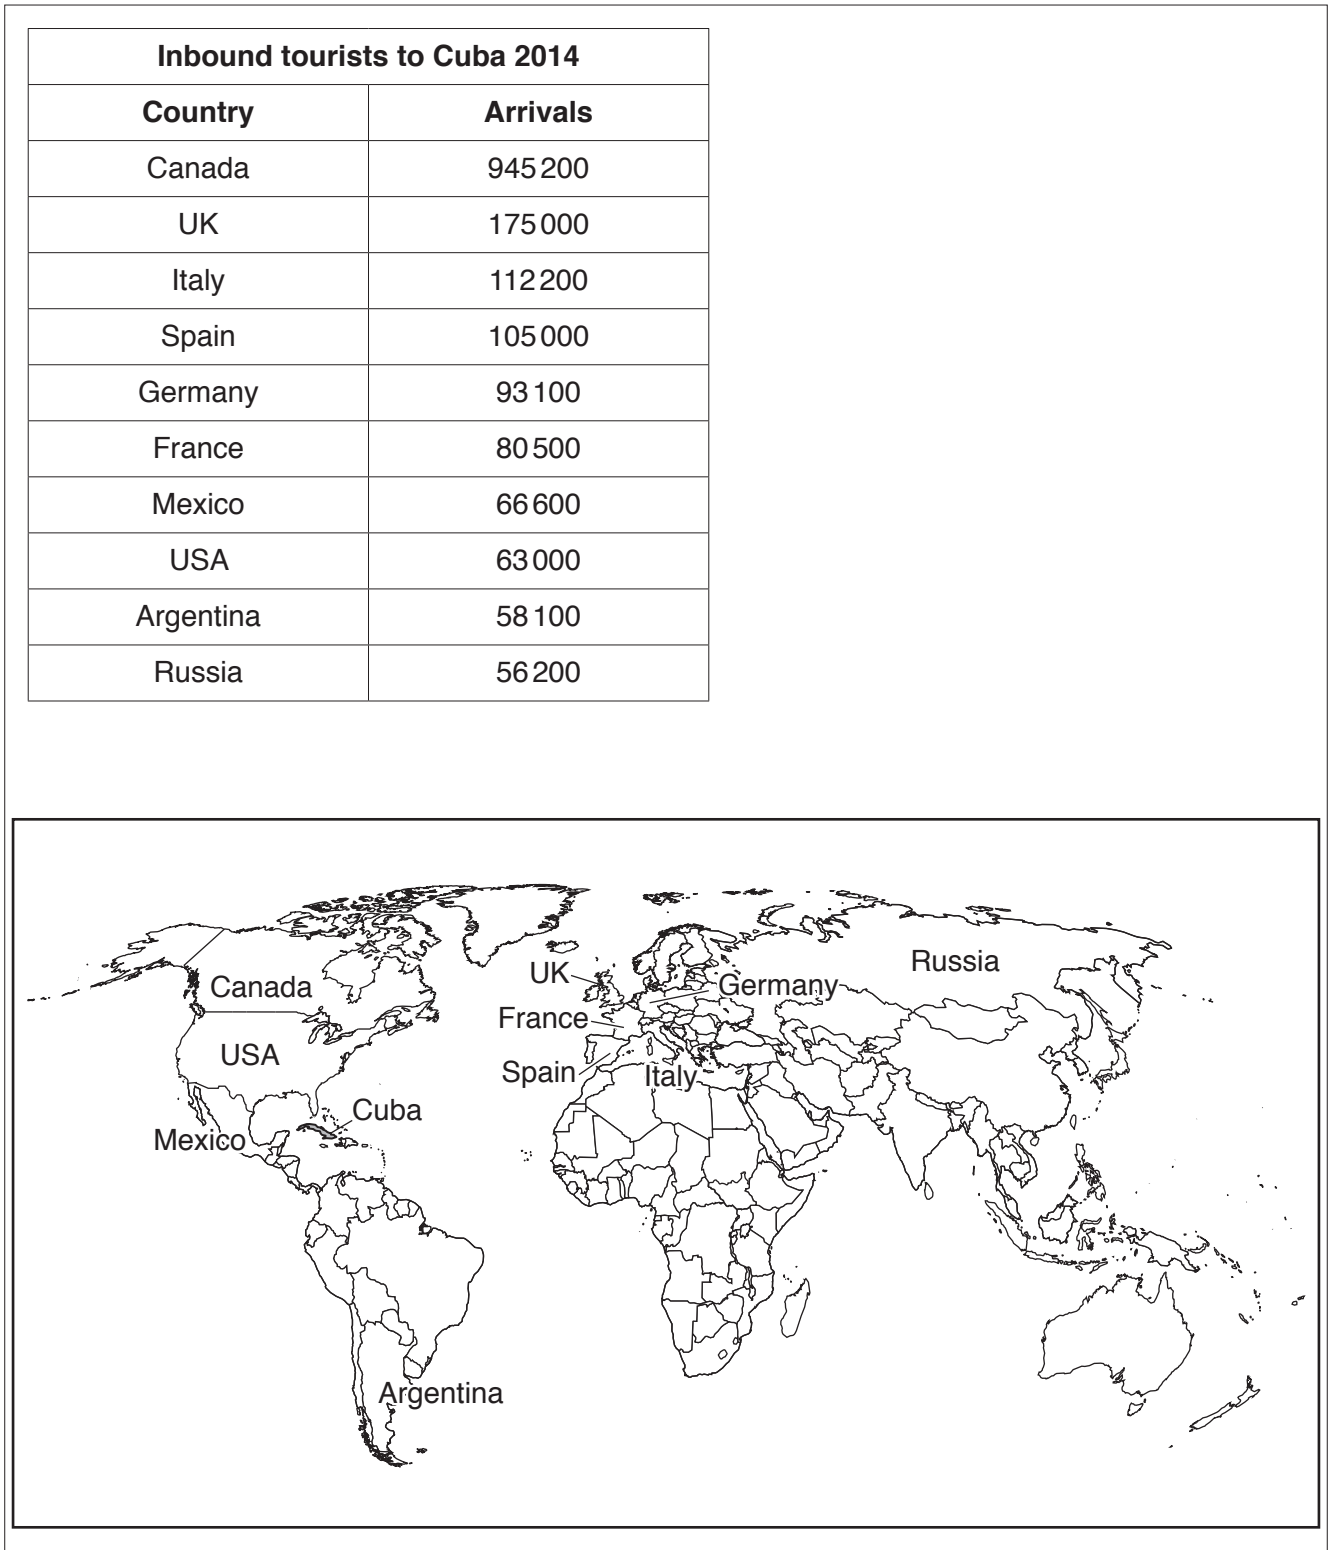 Inbound tourists to Cuba 2014
Country Arrivals
Canada 945 200
UK 175 000
Italy 112 200
Spain 105 000
Germany 93 100
France 80 500
Mexico 66 600
USA 63 000
Argentina 58 100
Russia 56 200
Russia
UK
Canada
Germany
France
USA
Spain
Italy
Cuba
Mexico
Argentina